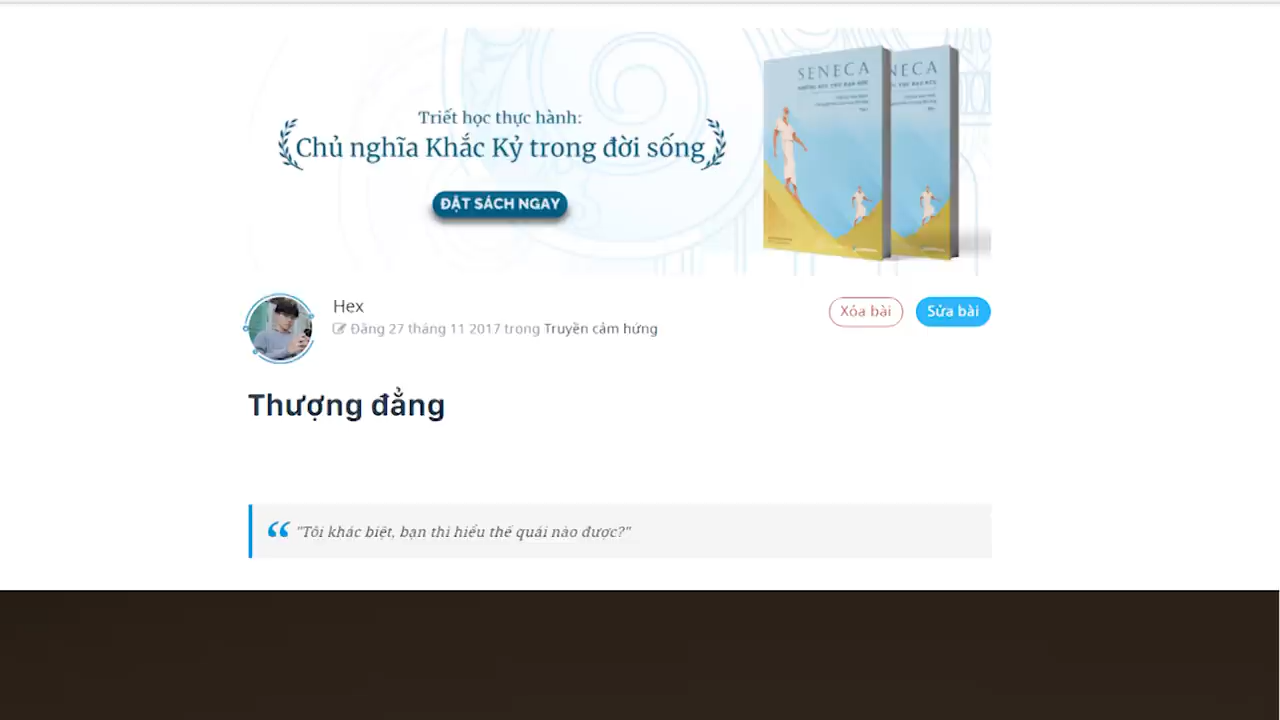 Triết học thực hành:
Chủ nghĩa Khắc Kỷ trong đời sống
ĐẶT SÁCH NGAY
SENECA
NECA
Hex
Đăng 27 tháng 11 2017 trong Truyền cảm hứng
Xóa bài
Sửa bài
Thượng đẳng
"Tôi khác biệt, bạn thì hiểu thế quái nào được?"